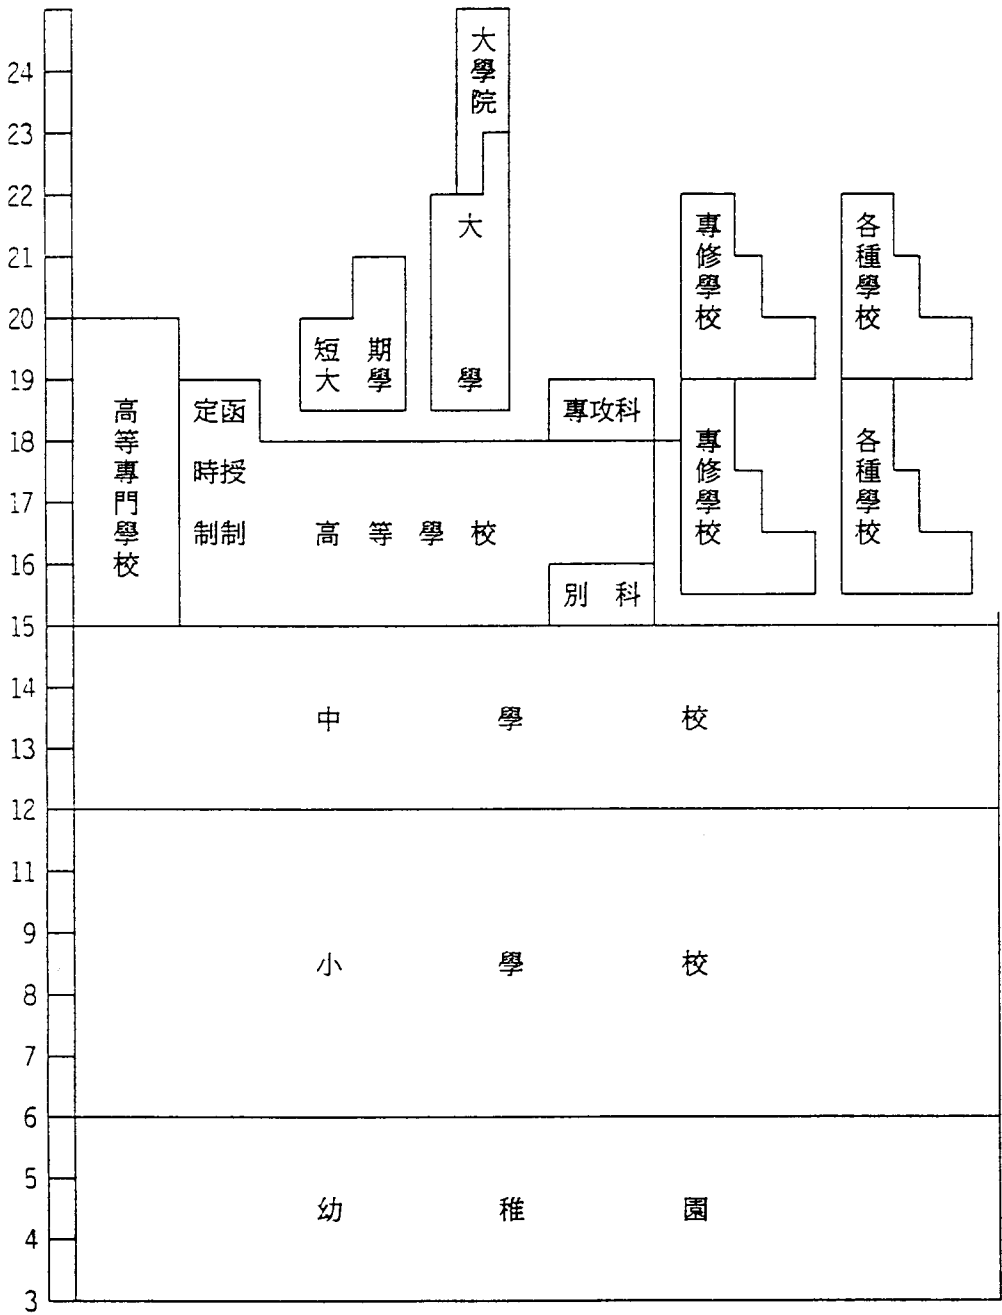 24
23
22
21
20
19
18
17
16
15
14
13
12
11
9
8
7
6
5
4
3
大學院
大學
短期大學
專修學校
各種學校
高等專門學校
定時制
函授制
高等學校
專攻科
別科
專修學校
各種學校
中學校
小學校
幼稚園